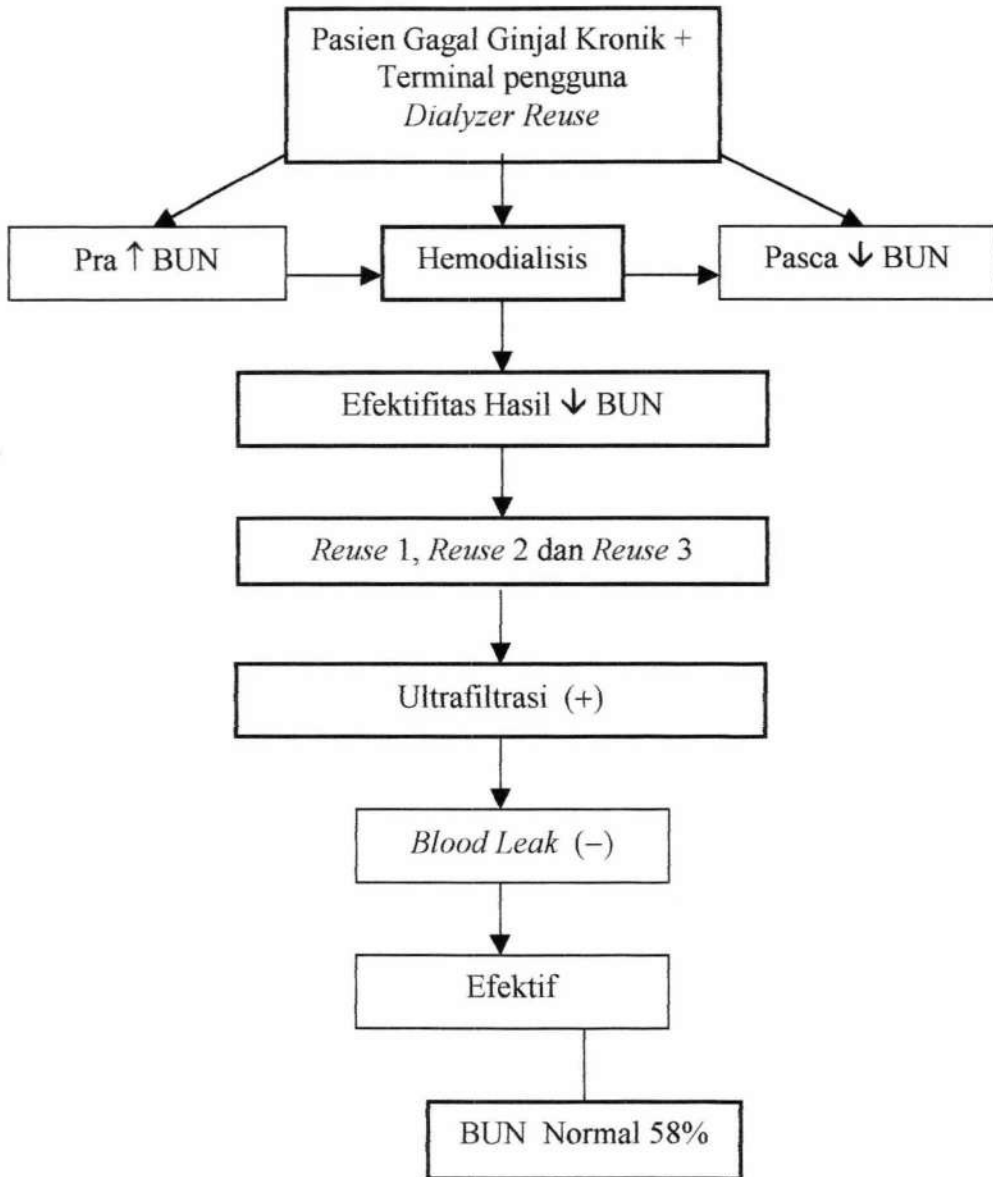 Pasien Gagal Ginjal Kronik +
Terminal pengguna
Dialyzer Reuse
Pra ↑ BUN
Hemodialisis
Pasca ↓ BUN
Efektifitas Hasil ↓ BUN
Reuse 1, Reuse 2 dan Reuse 3
Ultrafiltrasi (+)
Blood Leak (−)
Efektif
BUN Normal 58%